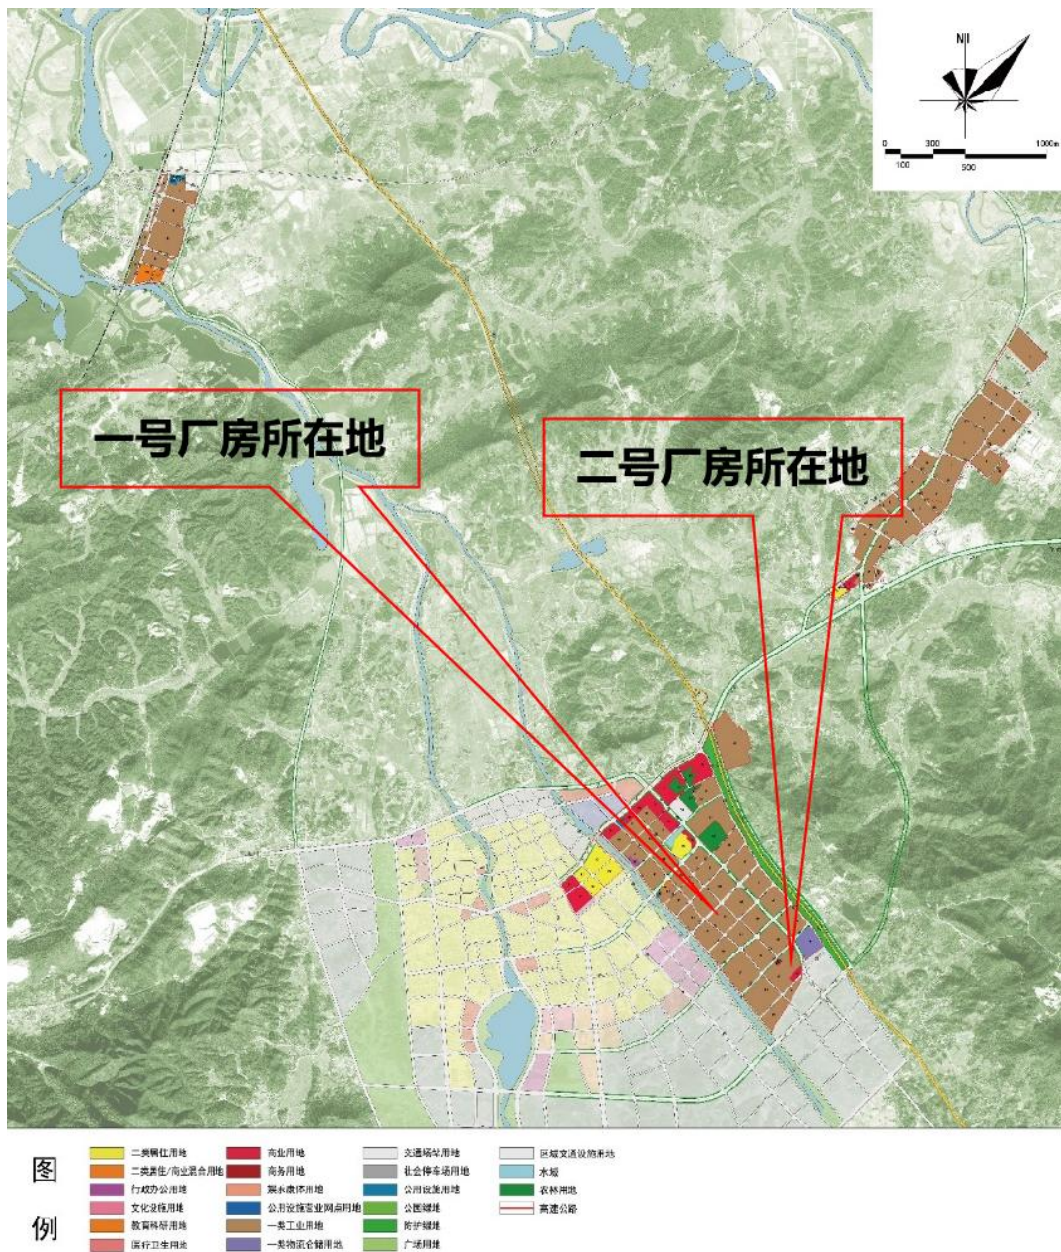 N
0 300 1000m
100 500
一号厂房所在地
二号厂房所在地
图例
二类居住用地
二类居住/商业混合用地
行政办公用地
文化设施用地
教育科研用地
医疗卫生用地
商业用地
商务用地
娱乐康体用地
公用设施营业网点用地
一类工业用地
一类物流仓储用地
交通场站用地
社会停车场用地
公用设施用地
公园绿地
防护绿地
广场用地
区域交通设施用地
水域
农林用地
高速公路